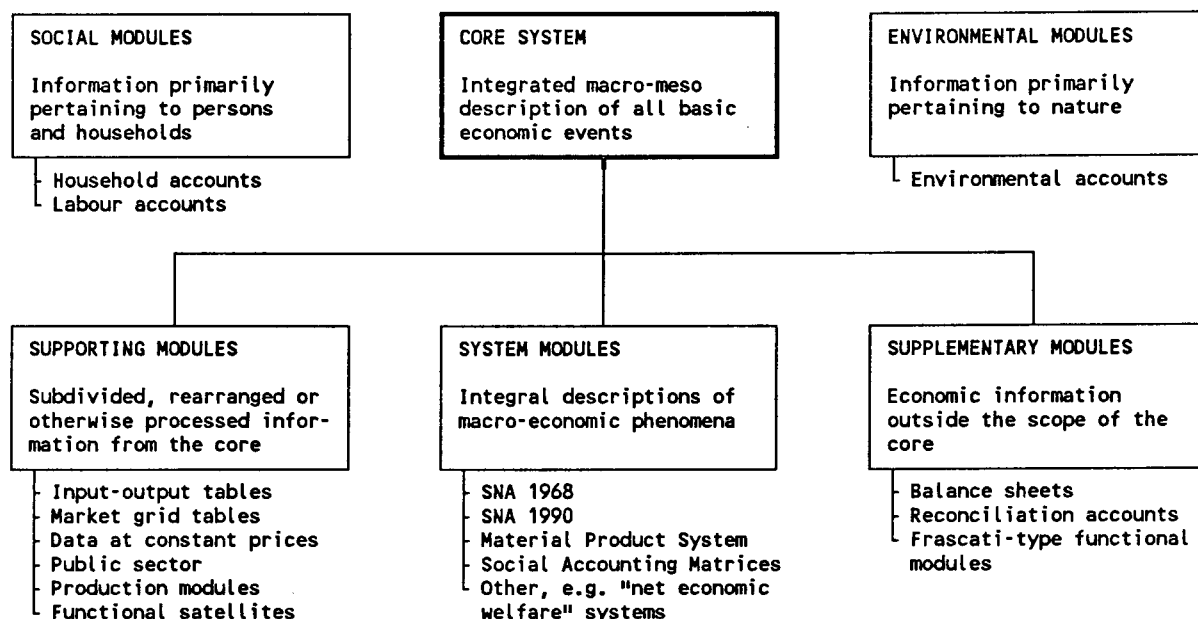 SOCIAL MODULES
Information primarily
pertaining to persons
and households
Household accounts
Labour accounts
CORE SYSTEM
Integrated macro-meso
description of all basic
economic events
ENVIRONMENTAL MODULES
Information primarily
pertaining to nature
Environmental accounts
SUPPORTING MODULES
Subdivided, rearranged or
otherwise processed infor-
mation from the core
Input-output tables
Market grid tables
Data at constant prices
Public sector
Production modules
Functional satellites
SYSTEM MODULES
Integral descriptions of
macro-economic phenomena
SNA 1968
SNA 1990
Material Product System
Social Accounting Matrices
Other, e.g. "net economic
welfare" systems
SUPPLEMENTARY MODULES
Economic information
outside the scope of the
core
Balance sheets
Reconciliation accounts
Frascati-type functional
modules